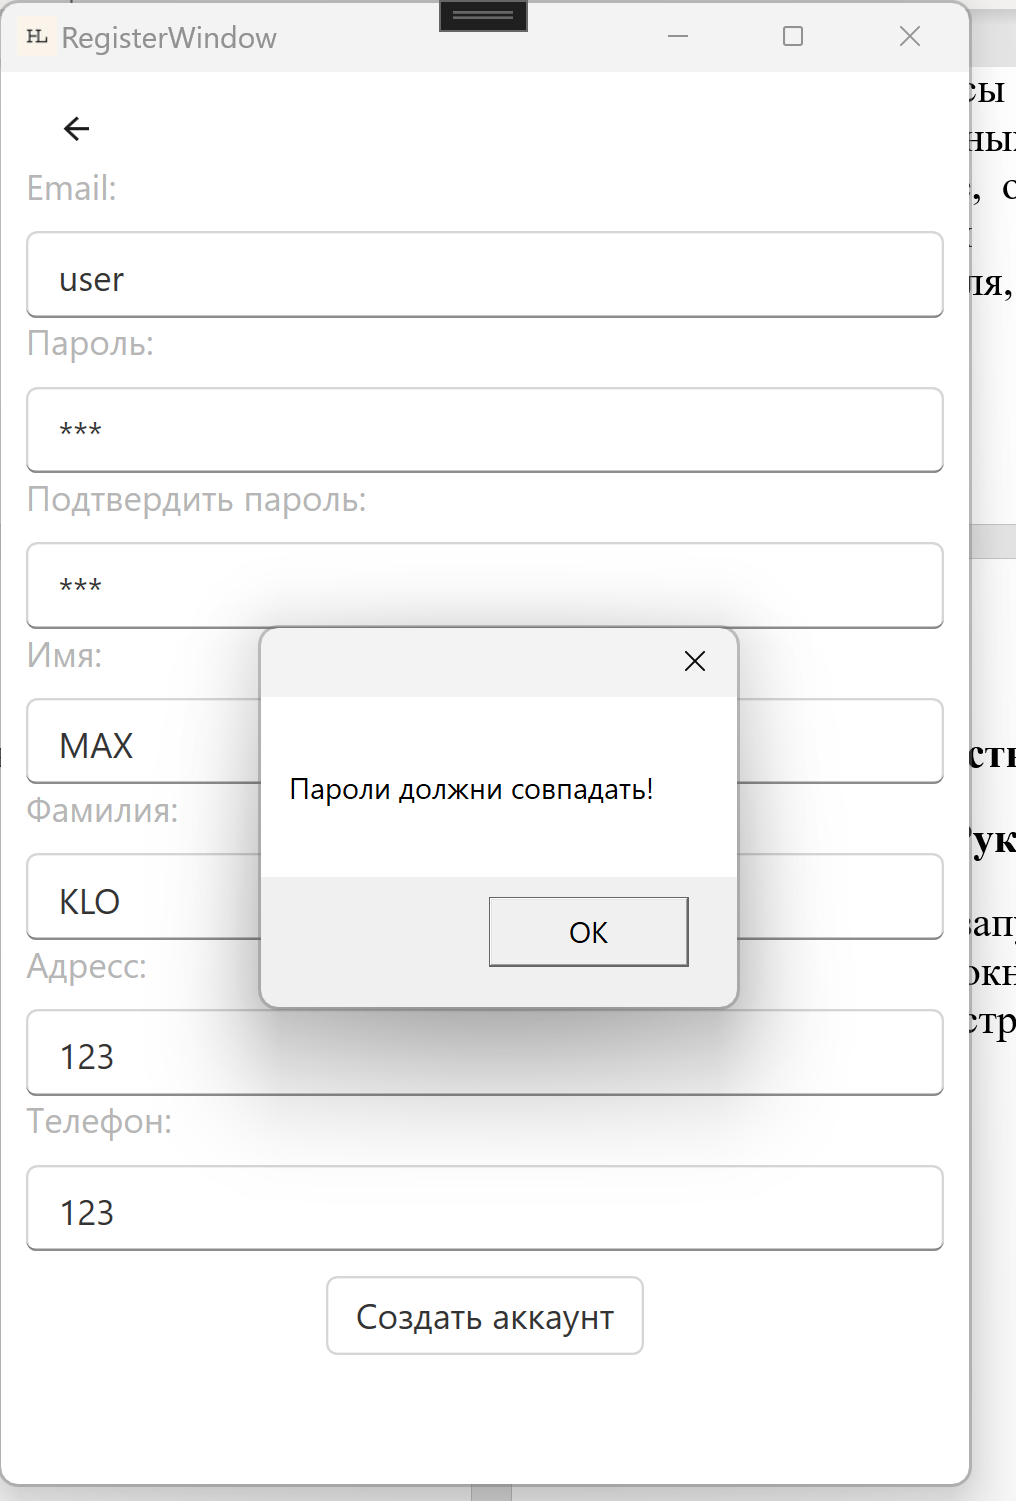 HL RegisterWindow
Email:
user
Пароль:
***
Подтвердить пароль:
***
Имя:
MAX
Фамилия:
KLO
Адресс:
123
Телефон:
123
Создать аккаунт
Пароли должни совпадать!
OK